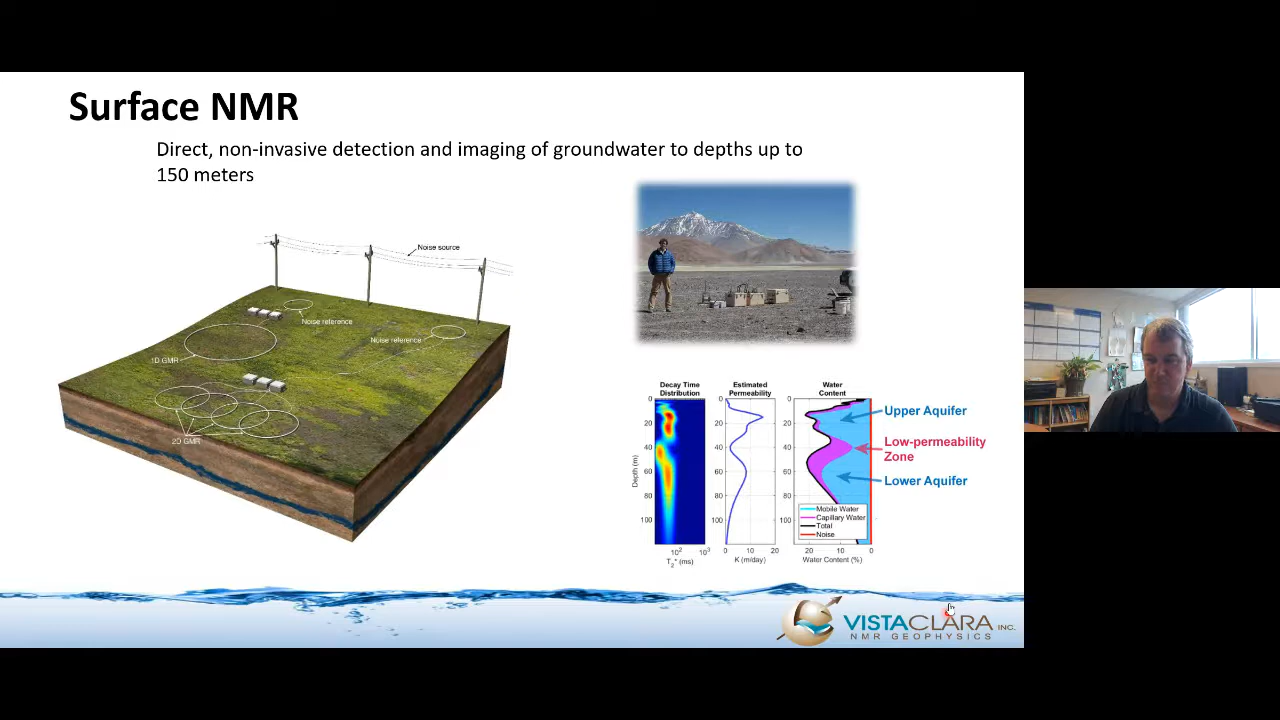 Surface NMR
Direct, non-invasive detection and imaging of groundwater to depths up to
150 meters
Noise source
Noise reference
Noise reference
1D GMR
2D GMR
Decay Time
Distribution
Estimated
Permeability
Water
Content
0
20
40
60
80
100
Depth (m)
10² 10³
T₂* (ms)
0
20
40
60
80
100
0 10 20
K (m/day)
0
20
40
60
80
100
Mobile Water
Capillary Water
Total
Noise
20 10 0
Water Content (%)
Upper Aquifer
Low-permeability
Zone
Lower Aquifer
VISTACLARA INC.
NMR GEOPHYSICS